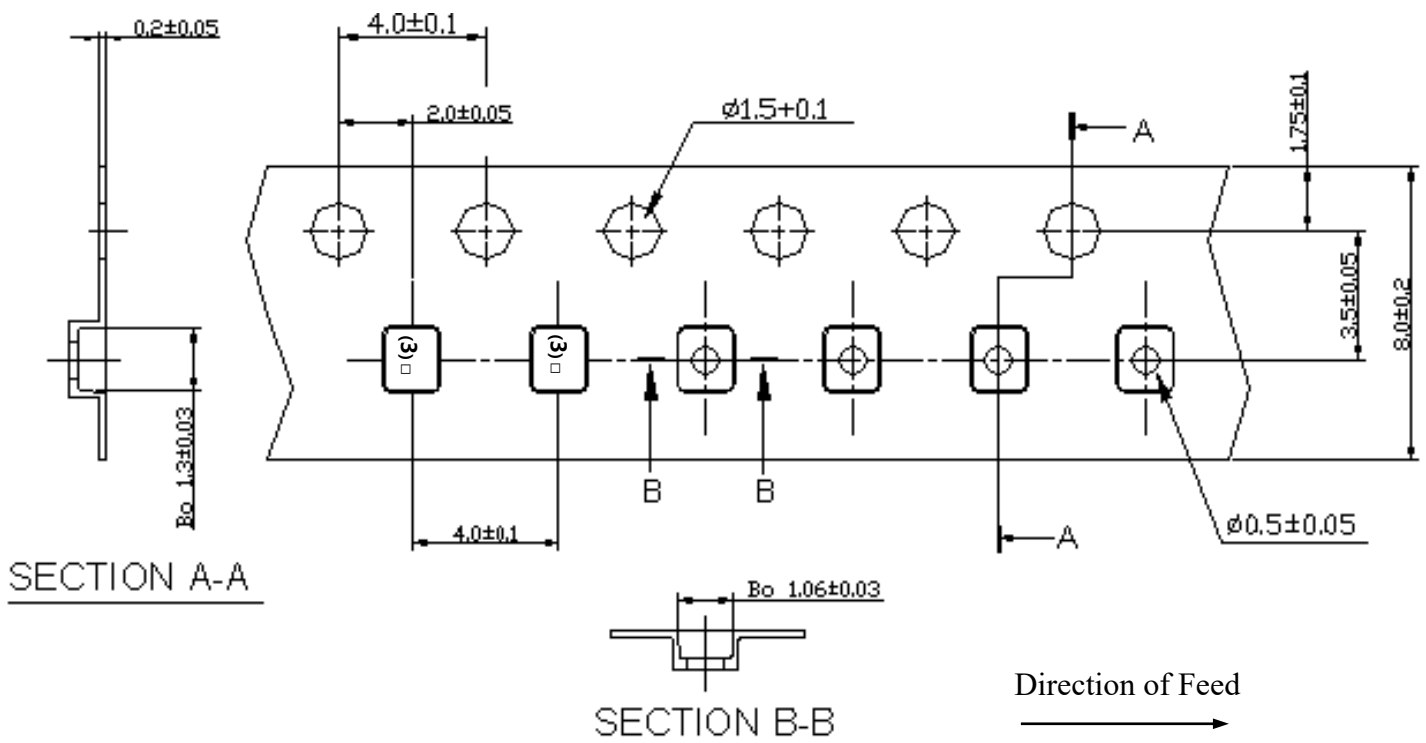 0.2±0.05
4.0±0.1
2.0±0.05
Ø1.5+0.1
A
1.75±0.1
3.5±0.05
8.0±0.2
(3)
□
(3)
□
Bo 1.3±0.03
B
B
4.0±0.1
A
Ø0.5±0.05
SECTION A-A
Bo 1.06±0.03
SECTION B-B
Direction of Feed